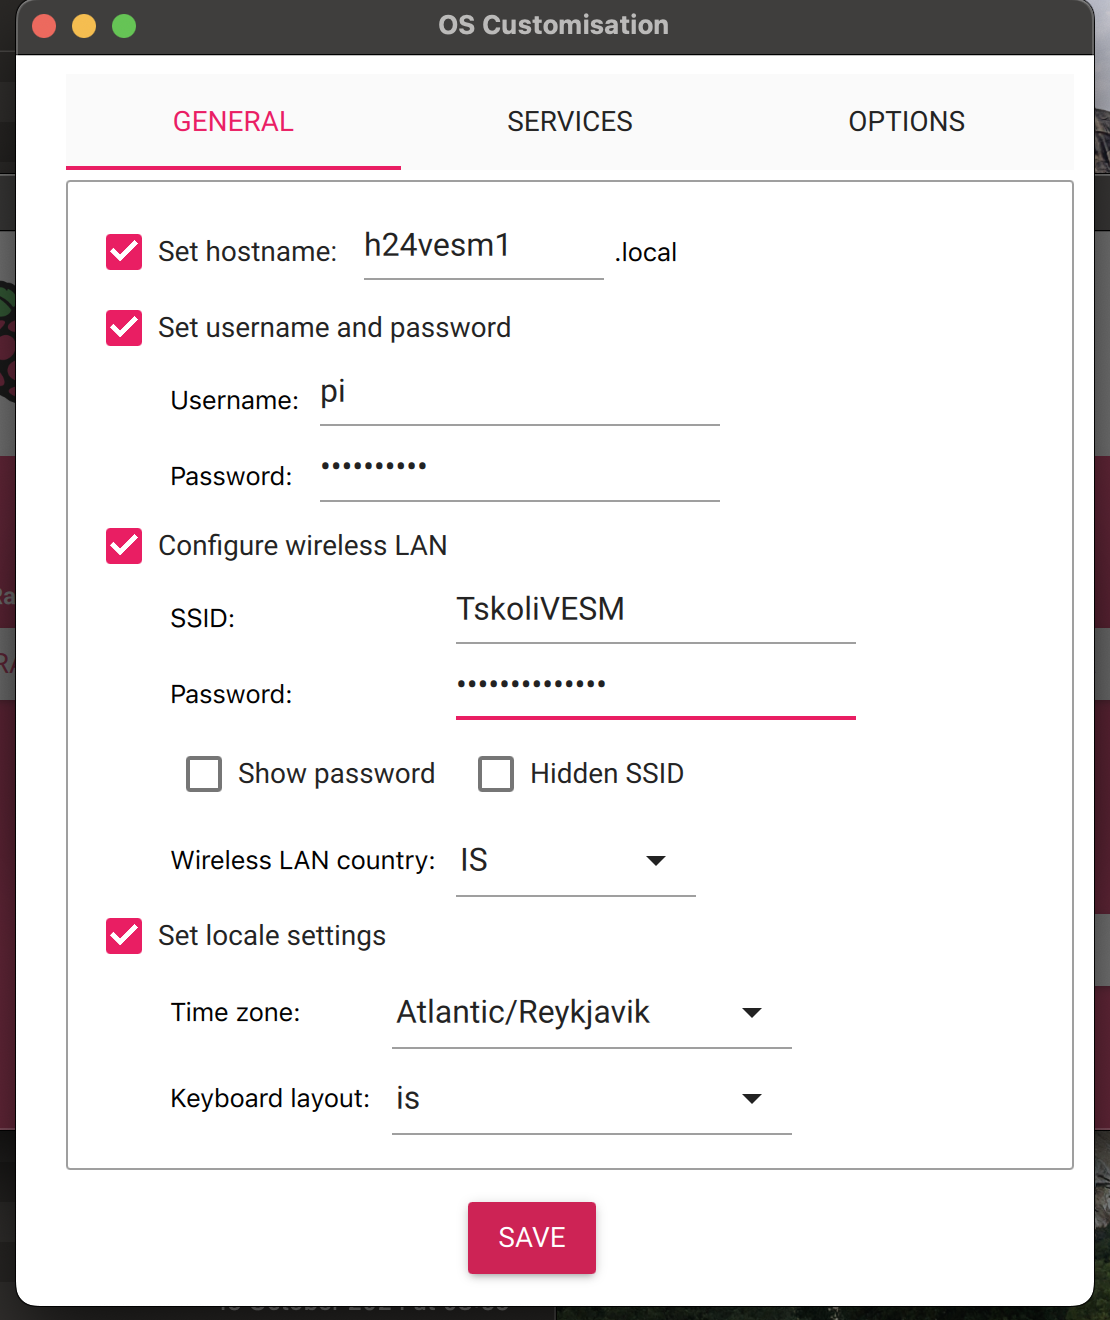 OS Customisation
GENERAL SERVICES OPTIONS
Set hostname: h24vesm1 .local
Set username and password
Username: pi
Password: ••••••••••
Configure wireless LAN
SSID: TskoliVESM
Password: ••••••••••••••
Show password Hidden SSID
Wireless LAN country: IS
Set locale settings
Time zone: Atlantic/Reykjavik
Keyboard layout: is
SAVE